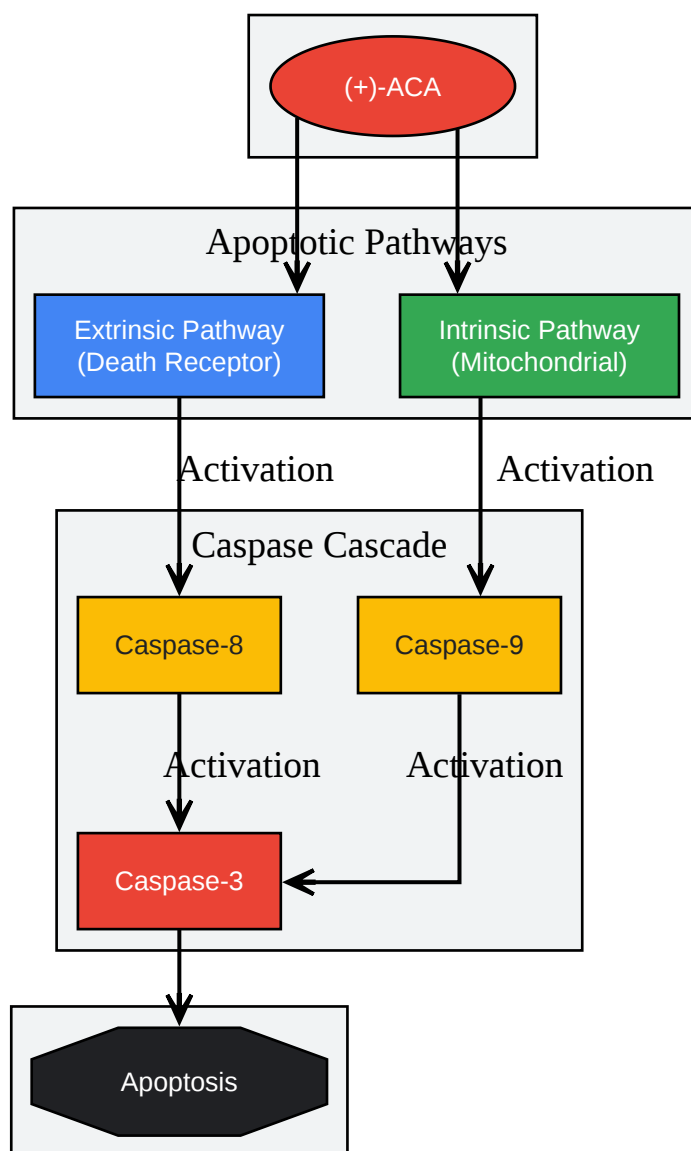 (+)-ACA
Apoptotic Pathways
Extrinsic Pathway
(Death Receptor)
Intrinsic Pathway
(Mitochondrial)
Activation
Activation
Caspase Cascade
Caspase-8
Caspase-9
Activation
Activation
Caspase-3
Apoptosis